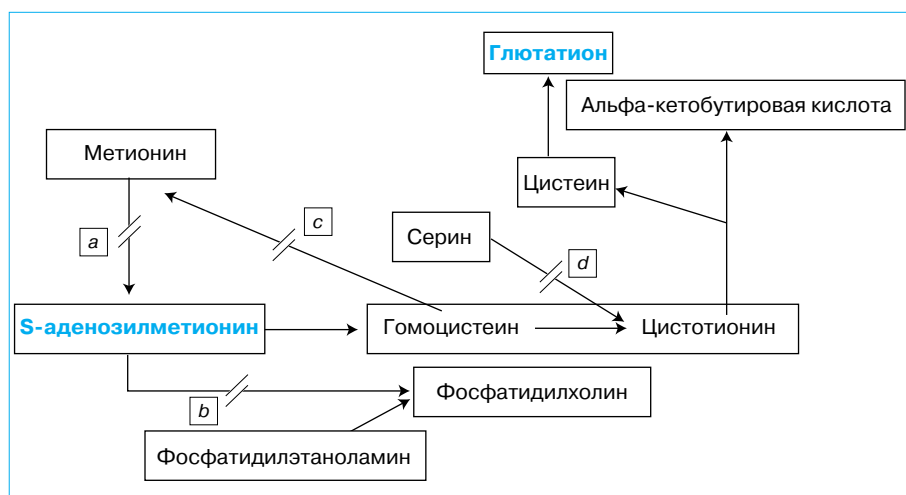 Глютатион
Альфа-кетобутировая кислота
Метионин
Цистеин
c
a
Серин
d
S-аденозилметионин
Гомоцистеин
Цистотионин
Фосфатидилхолин
b
Фосфатидилэтаноламин